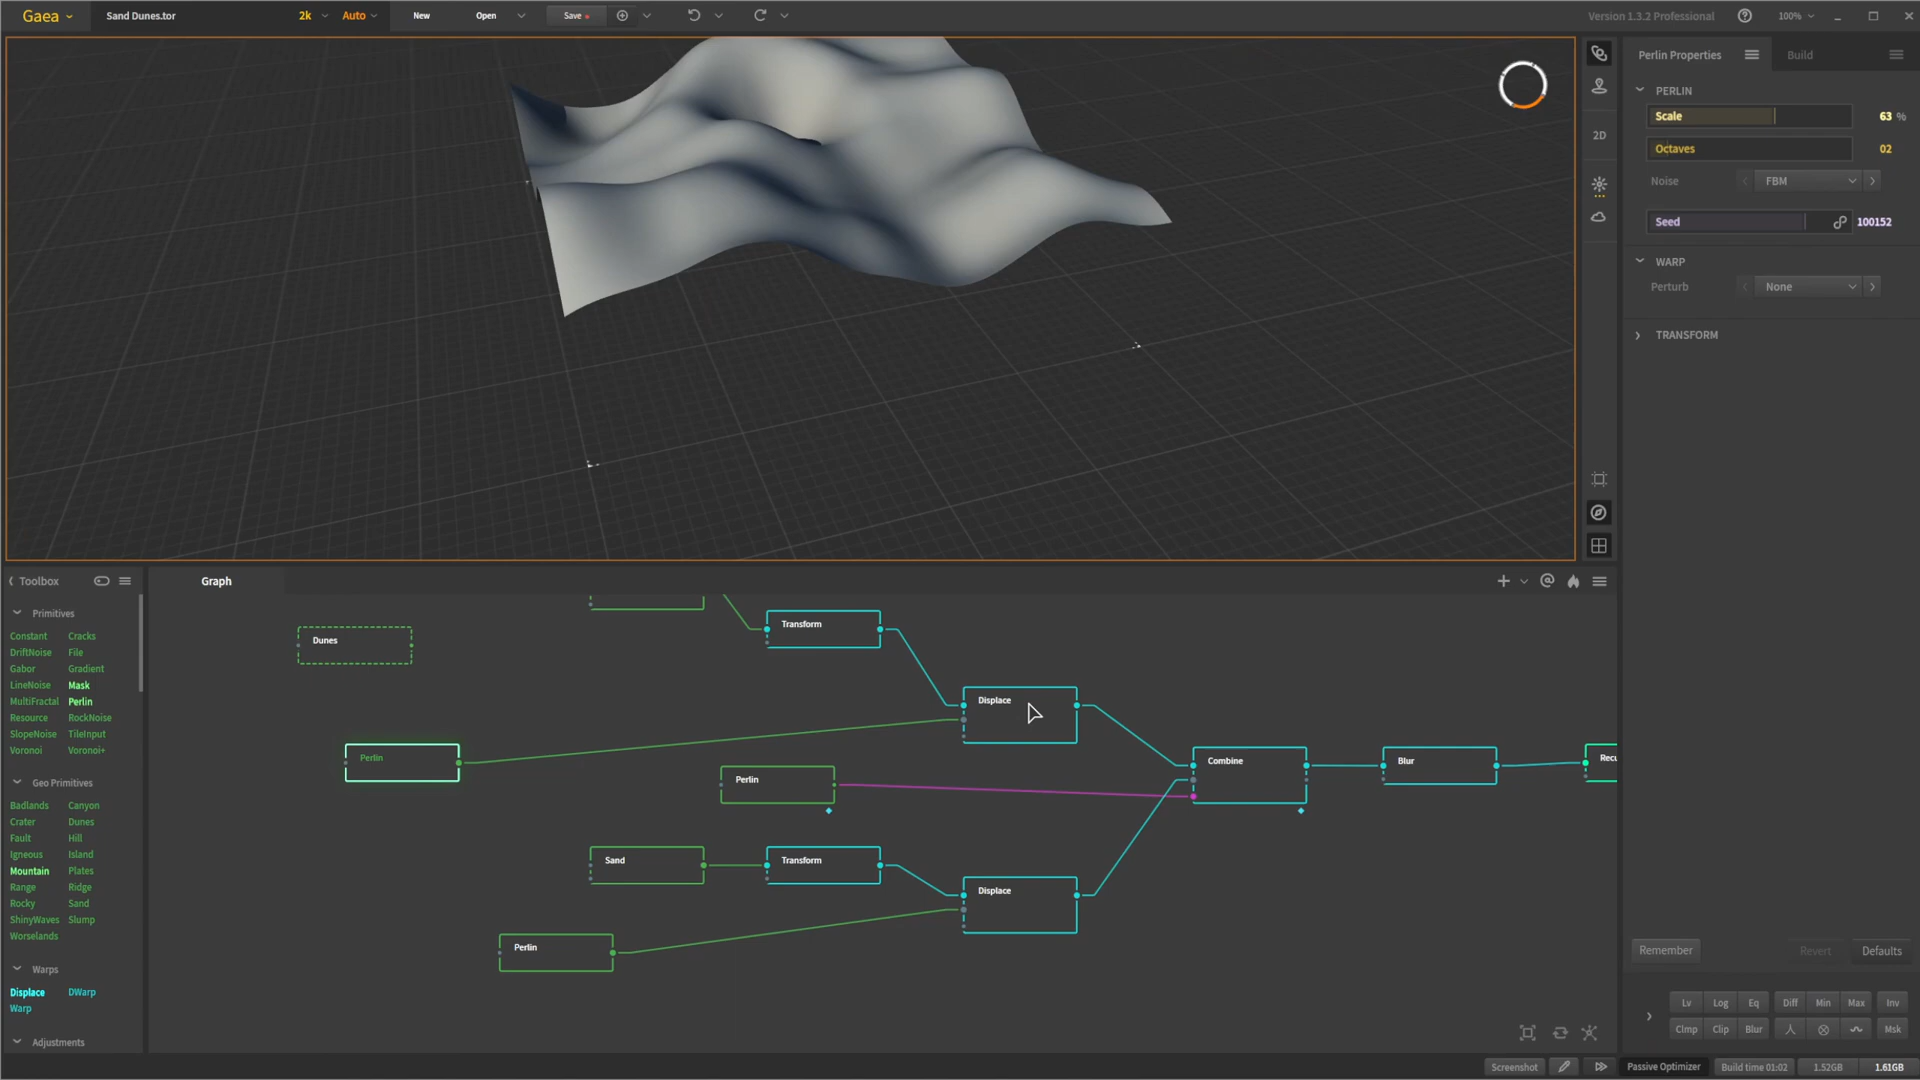 Gaea
Sand Dunes.tor
2k
Auto
New
Open
Save
Version 1.3.2 Professional
100%
Perlin Properties
Build
PERLIN
Scale 63 %
Octaves 02
Noise FBM
Seed 100152
WARP
Perturb None
TRANSFORM
2D
Remember
Revert
Defaults
Lv Log Eq Diff Min Max Inv
Clmp Clip Blur Msk
Toolbox
Primitives
Constant Cracks
DriftNoise File
Gabor Gradient
LineNoise Mask
MultiFractal Perlin
Resource RockNoise
SlopeNoise TileInput
Voronoi Voronoi+
Geo Primitives
Badlands Canyon
Crater Dunes
Fault Hill
Igneous Island
Mountain Plates
Range Ridge
Rocky Sand
ShinyWaves Slump
Worselands
Warps
Displace DWarp
Warp
Adjustments
Graph
Transform
Dunes
Displace
Perlin
Combine
Blur
Recu
Perlin
Sand
Transform
Displace
Perlin
Screenshot
Passive Optimizer
Build time 01:02
1.52GB
1.61GB